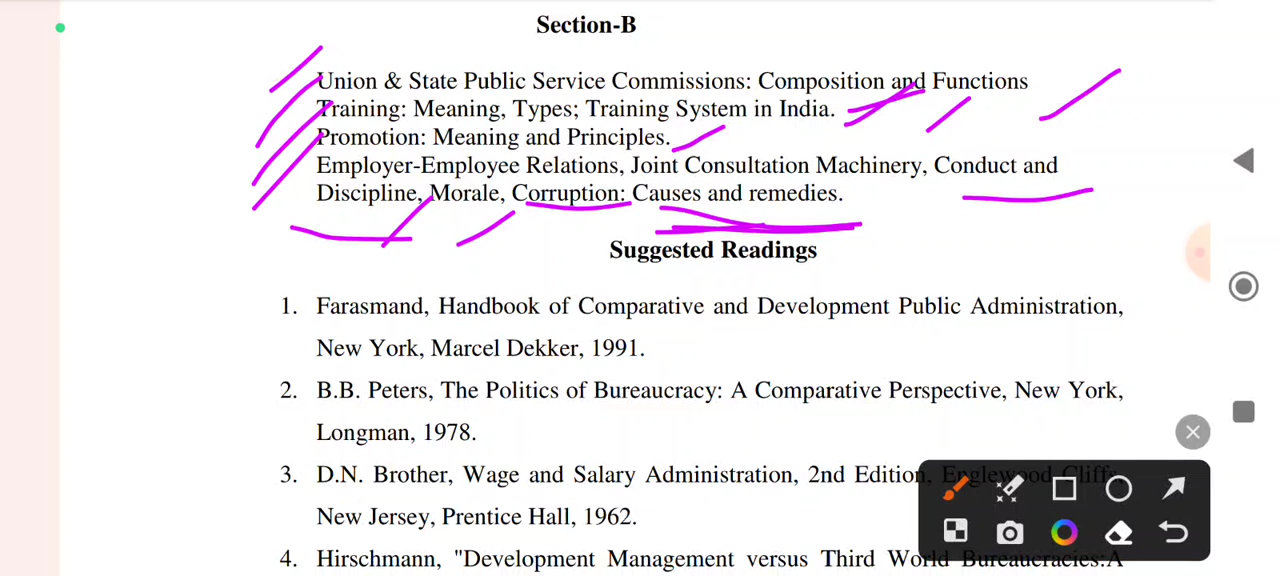 Section-B
Union & State Public Service Commissions: Composition and Functions
Training: Meaning, Types; Training System in India.
Promotion: Meaning and Principles.
Employer-Employee Relations, Joint Consultation Machinery, Conduct and
Discipline, Morale, Corruption: Causes and remedies.
Suggested Readings
1. Farasmand, Handbook of Comparative and Development Public Administration,
New York, Marcel Dekker, 1991.
2. B.B. Peters, The Politics of Bureaucracy: A Comparative Perspective, New York,
Longman, 1978.
3. D.N. Brother, Wage and Salary Administration, 2nd Edition, Englewood Cliffs,
New Jersey, Prentice Hall, 1962.
4. Hirschmann, "Development Management versus Third World Bureaucracies:A